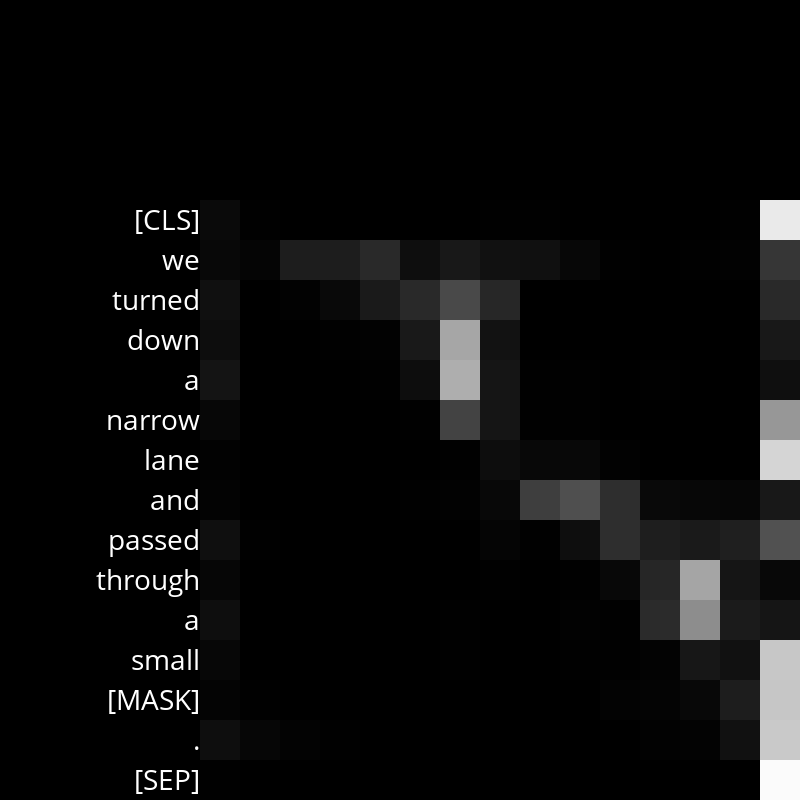 [CLS]
we
turned
down
a
narrow
lane
and
passed
through
a
small
[MASK]
.
[SEP]